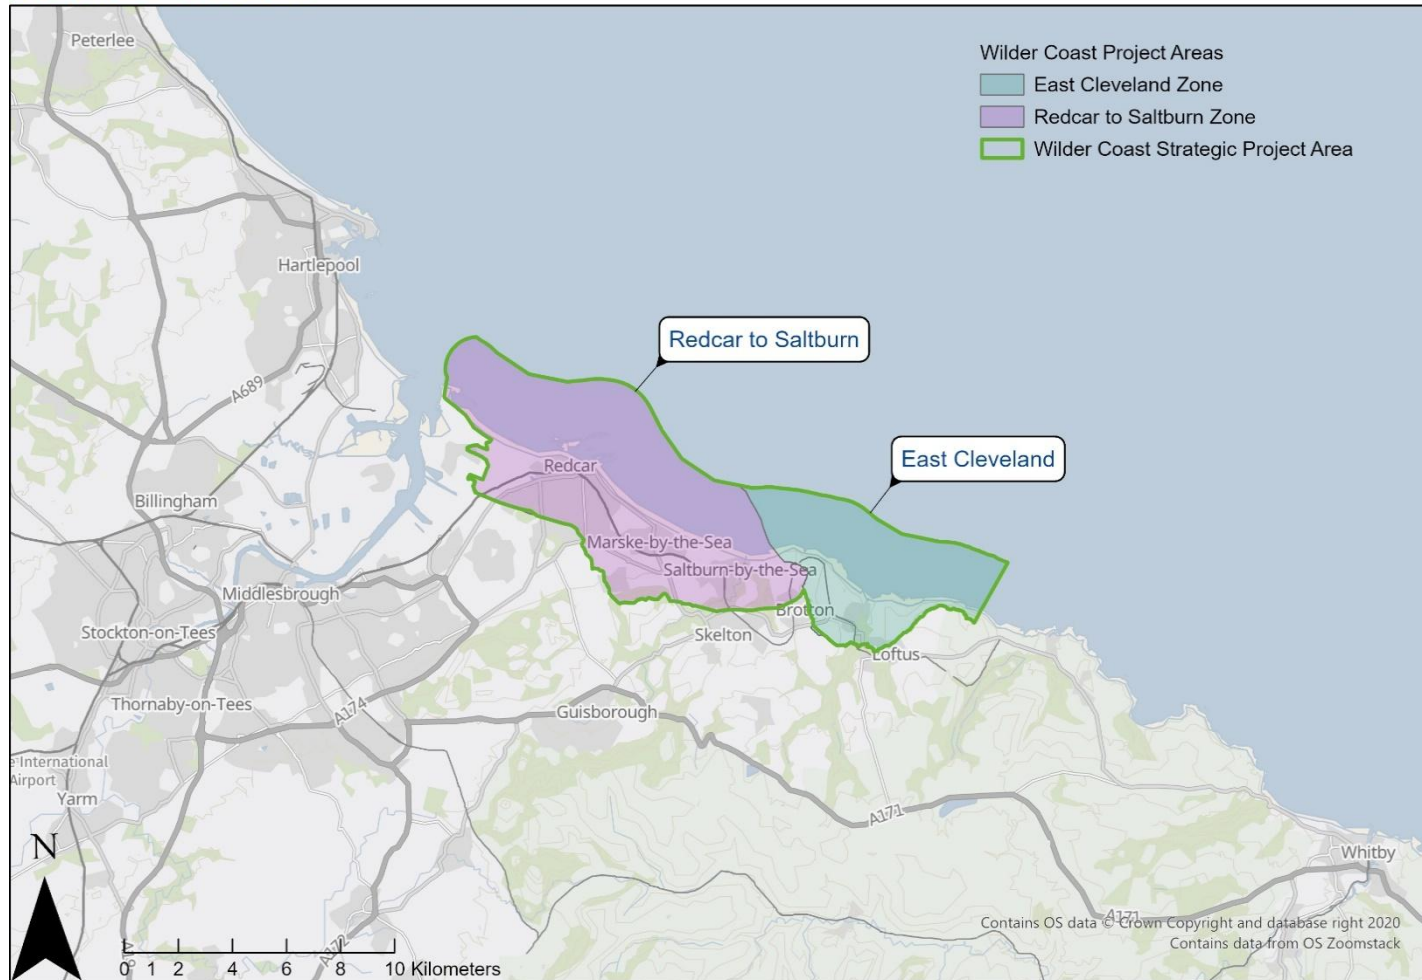 Peterlee
Wilder Coast Project Areas
East Cleveland Zone
Redcar to Saltburn Zone
Wilder Coast Strategic Project Area
Hartlepool
Redcar to Saltburn
A689
East Cleveland
Redcar
Billingham
Marske-by-the-Sea
Saltburn-by-the-Sea
Middlesbrough
Brotton
Stockton-on-Tees
Skelton
Loftus
Thornaby-on-Tees
A174
Guisborough
e International
Airport
Yarm
A171
N
Whitby
A171
Contains OS data © Crown Copyright and database right 2020
Contains data from OS Zoomstack
A172
0 1 2 4 6 8 10 Kilometers